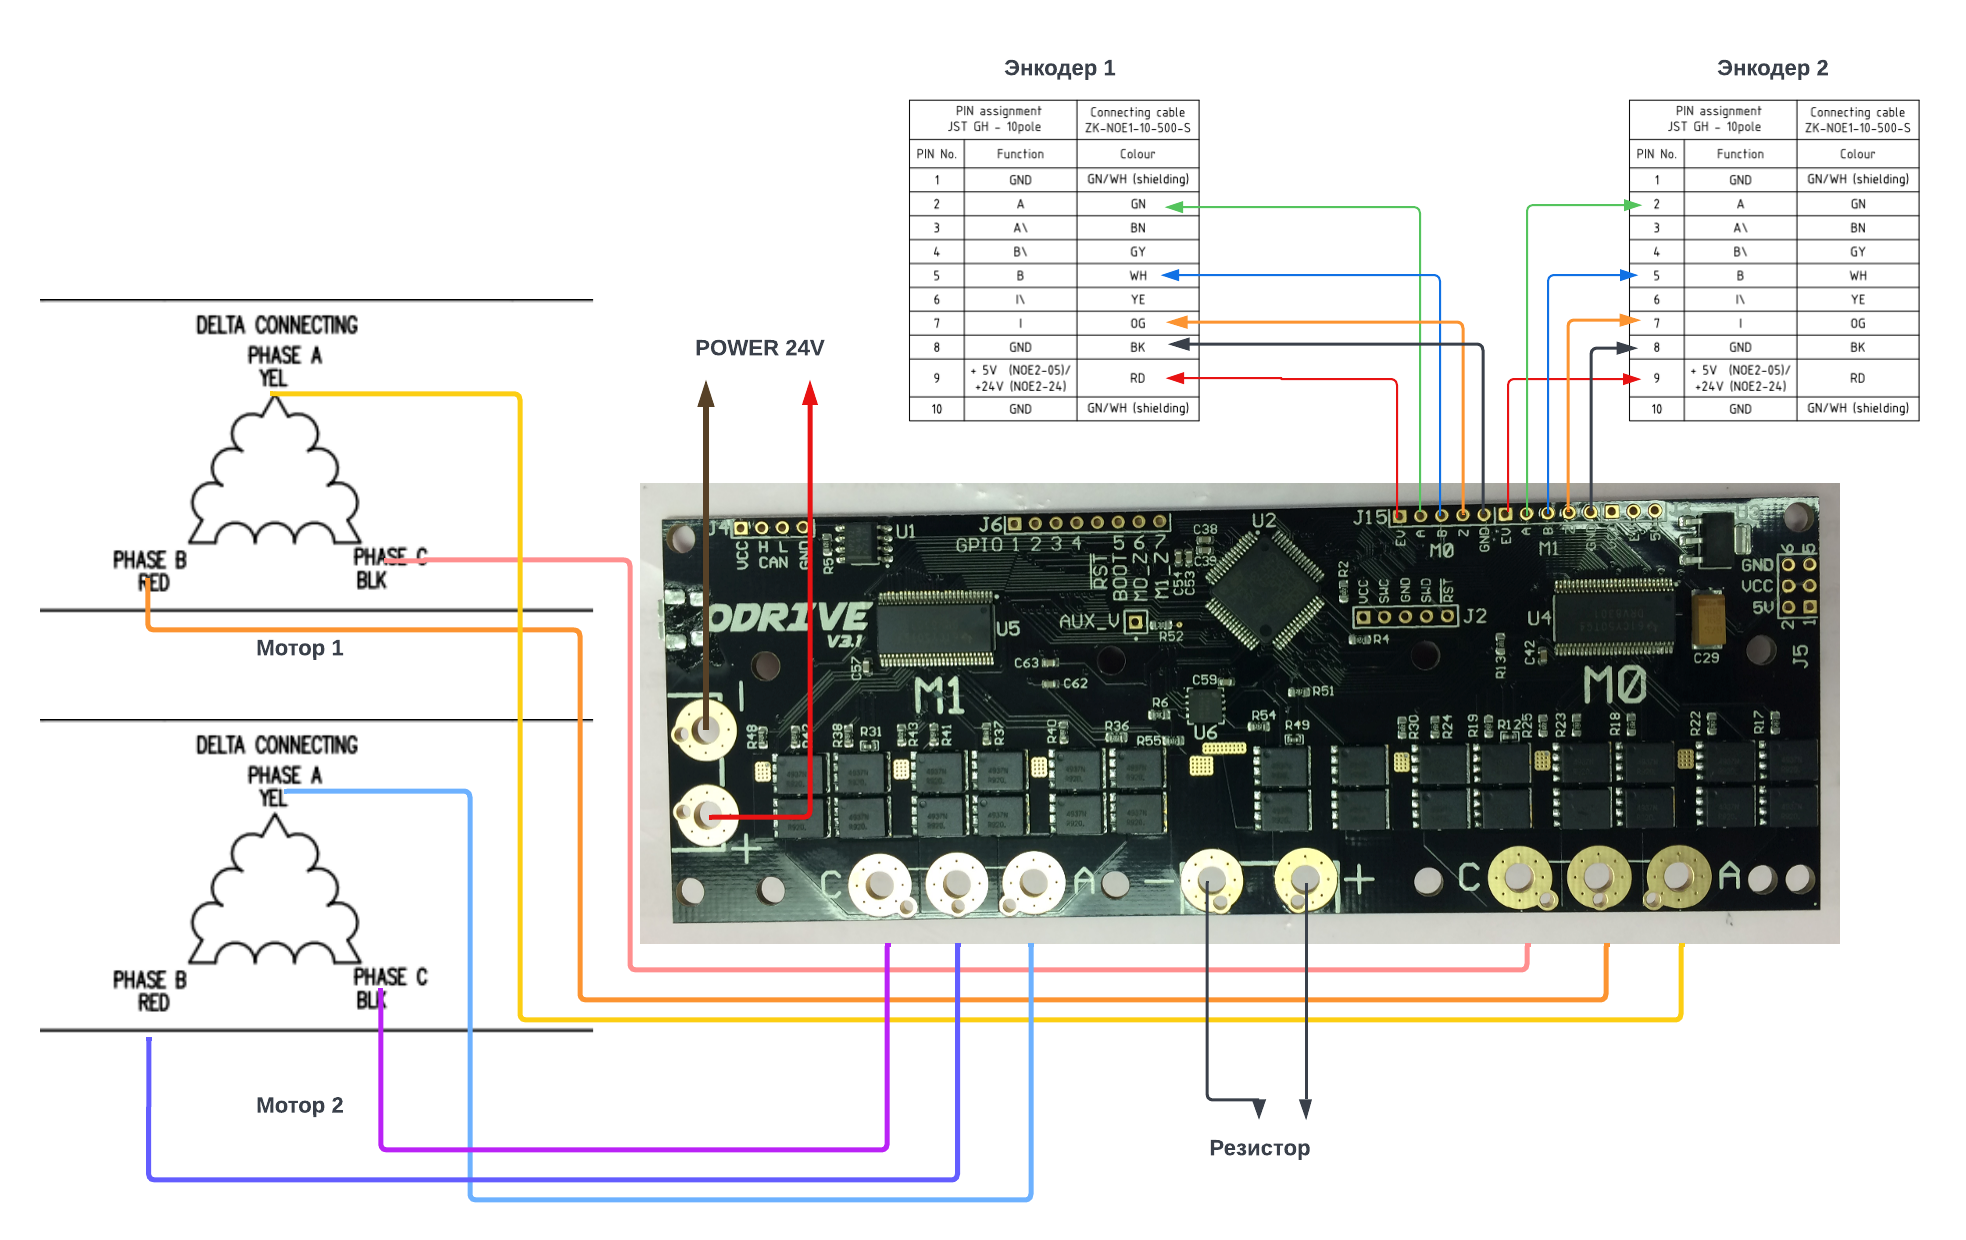 Энкодер 1
PIN assignment
JST GH - 10pole
Connecting cable
ZK-NOE1-10-500-S
PIN No. Function Colour
1 GND GN/WH (shielding)
2 A GN
3 A\ BN
4 B\ GY
5 B WH
6 I\ YE
7 I OG
8 GND BK
9 + 5V (NOE2-05)/ +24V (NOE2-24) RD
10 GND GN/WH (shielding)
Энкодер 2
PIN assignment
JST GH - 10pole
Connecting cable
ZK-NOE1-10-500-S
PIN No. Function Colour
1 GND GN/WH (shielding)
2 A GN
3 A\ BN
4 B\ GY
5 B WH
6 I\ YE
7 I OG
8 GND BK
9 + 5V (NOE2-05)/ +24V (NOE2-24) RD
10 GND GN/WH (shielding)
DELTA CONNECTING
PHASE A
YEL
PHASE B
RED
PHASE C
BLK
Мотор 1
DELTA CONNECTING
PHASE A
YEL
PHASE B
RED
PHASE C
BLK
Мотор 2
POWER 24V
J4
VCC H L GND
CAN
U1
J6
GPIO 1 2 3 4 5 6 7
RST
BOOT
M0_Z
M1_Z
C38
C39
C54
C53
U2
J15
5V A B Z GND
M0
A B Z GND
M1
R2
VCC SWC GND SWD RST
J2
R4
U4
GND
VCC
5V
6 5
2 1
J5
C29
C42
R13
ODRIVE
V3.1
U5
AUX_V
R52
C57
C63
C62
M1
M0
C59
R6
R51
R54
R49
R55
U6
R48 R42 R38 R31 R43 R41 R37 R40 R36
R30 R24 R19 R12 R25 R23 R18 R22 R17
-
+
C A - + C A
Резистор